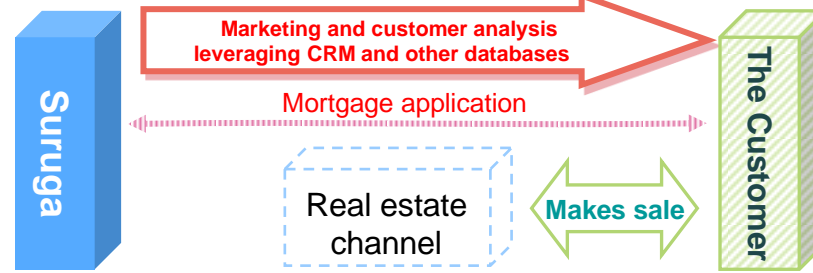 Suruga
Marketing and customer analysis
leveraging CRM and other databases
Mortgage application
Real estate
channel
Makes sale
The Customer